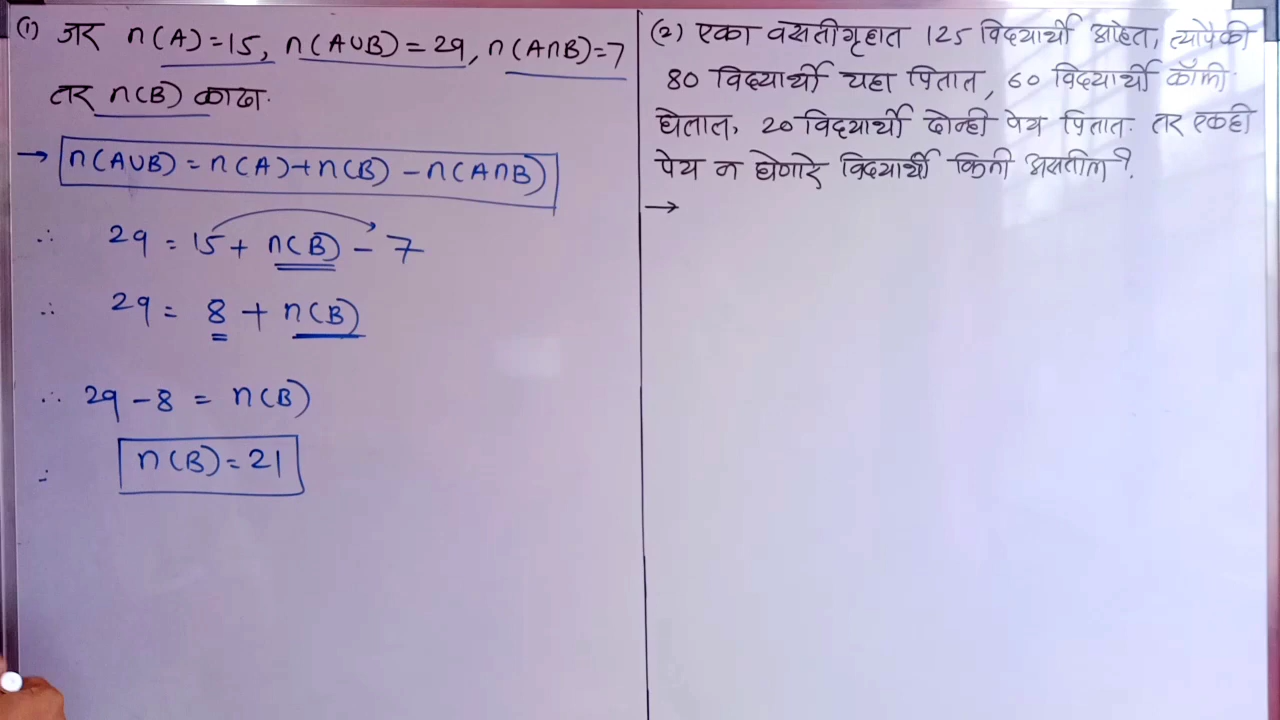 (1) जर n(A)=15, n(A∪B)=29, n(A∩B)=7
तर n(B) काढा.
→ n(A∪B) = n(A)+n(B) - n(A∩B)
∴ 29 = 15 + n(B) - 7
∴ 29 = 8 + n(B)
∴ 29 - 8 = n(B)
∴ n(B) = 21
(2) एका वसतीगृहात 125 विद्यार्थी आहेत, त्यांपैकी
80 विद्यार्थी चहा पितात, 60 विद्यार्थी कॉफी
घेतात, 20 विद्यार्थी दोन्ही पेय पितात. तर एकही
पेय न घेणारे विद्यार्थी किती असतील?
→